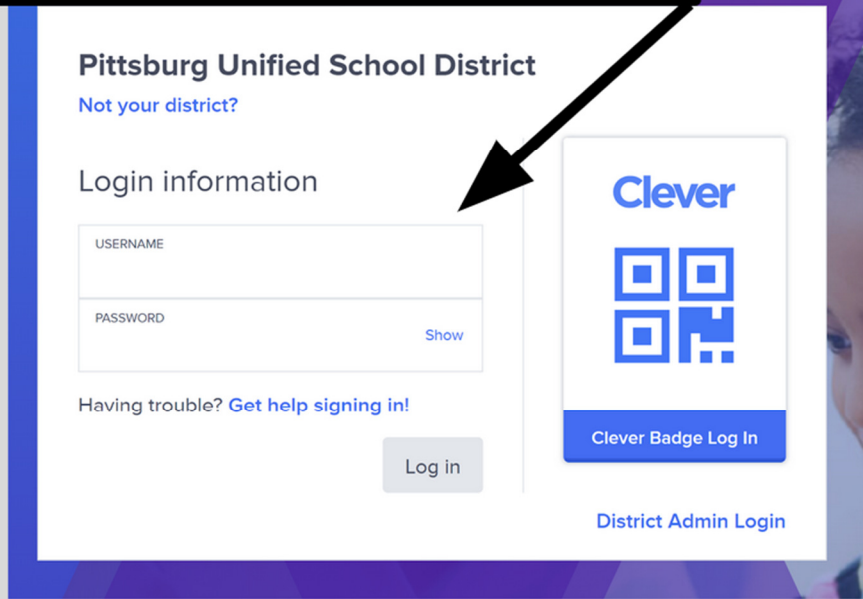 Pittsburg Unified School District
Not your district?
Login information
USERNAME
PASSWORD
Show
Having trouble? Get help signing in!
Log in
Clever
Clever Badge Log In
District Admin Login